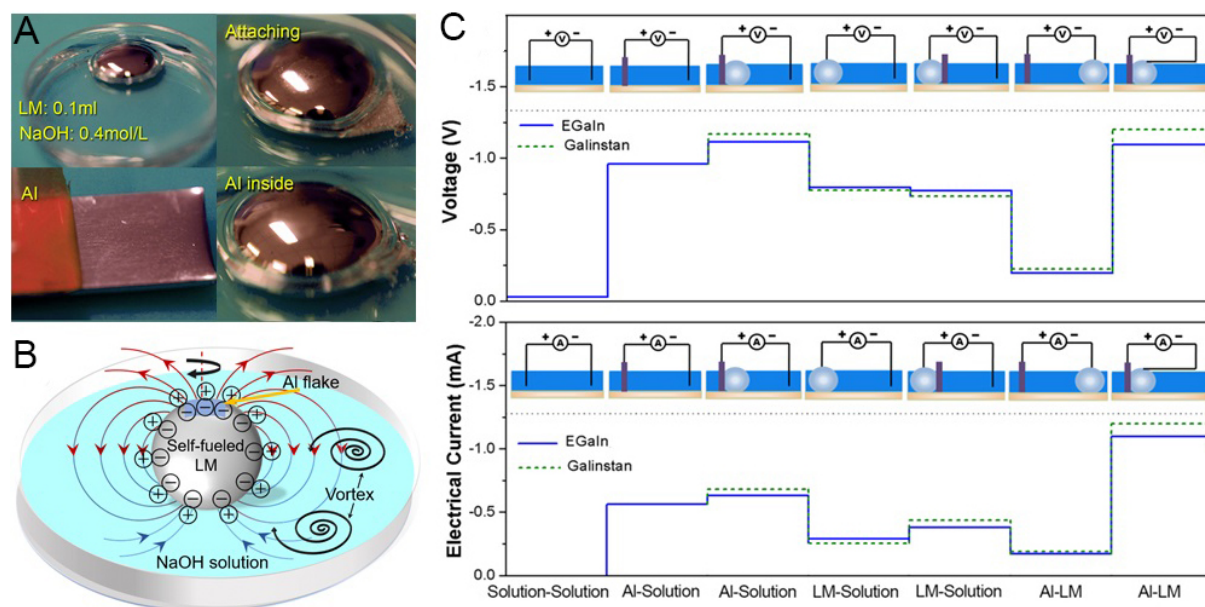 A
Attaching
LM: 0.1ml
NaOH: 0.4mol/L
Al
Al inside
B
Al flake
Self-fueled
LM
Vortex
NaOH solution
C
+ V −
+ V −
+ V −
+ V −
+ V −
+ V −
+ V −
-1.5
-1.0
-0.5
0.0
Voltage (V)
EGaIn
Galinstan
-2.0
-1.5
-1.0
-0.5
0.0
Electrical Current (mA)
+ A −
+ A −
+ A −
+ A −
+ A −
+ A −
+ A −
EGaIn
Galinstan
Solution-Solution Al-Solution Al-Solution LM-Solution LM-Solution Al-LM Al-LM